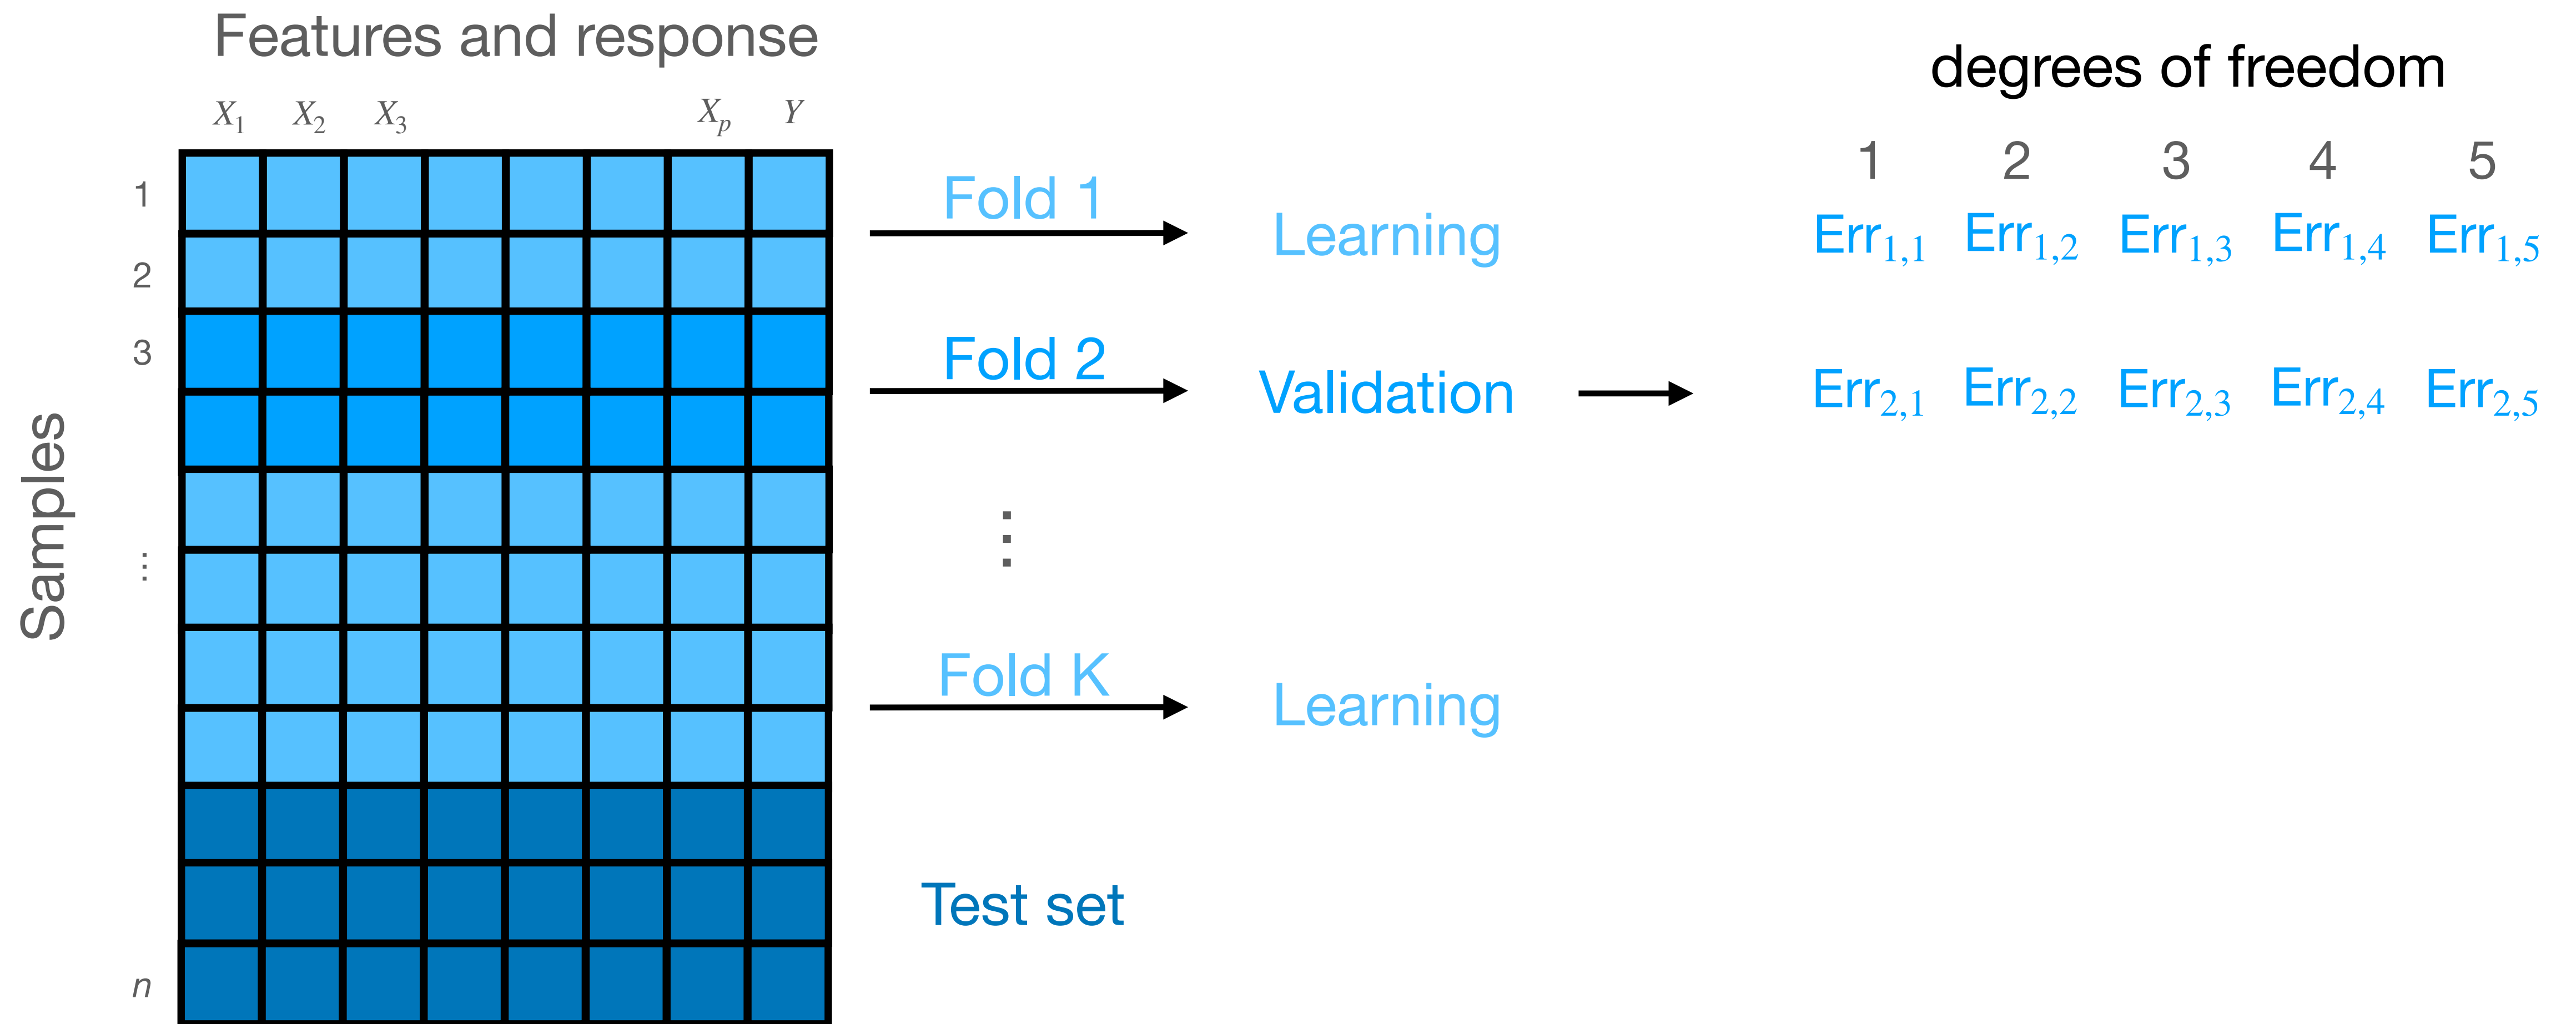 Features and response
degrees of freedom
X₁ X₂ X₃ Xₚ Y
1 2 3 4 5
1
Fold 1
Learning
Err₁,₁ Err₁,₂ Err₁,₃ Err₁,₄ Err₁,₅
2
3
Fold 2
Validation
Err₂,₁ Err₂,₂ Err₂,₃ Err₂,₄ Err₂,₅
Samples
⋮
⋮
Fold K
Learning
Test set
n